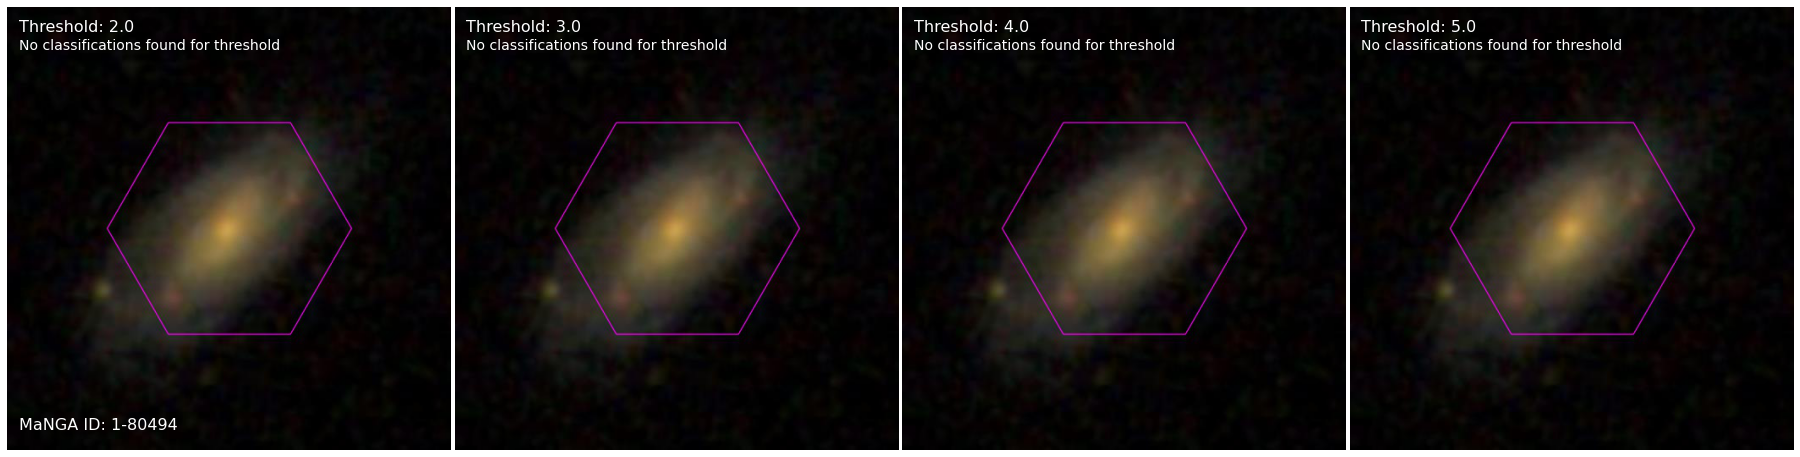 Threshold: 2.0
No classifications found for threshold
MaNGA ID: 1-80494
Threshold: 3.0
No classifications found for threshold
Threshold: 4.0
No classifications found for threshold
Threshold: 5.0
No classifications found for threshold